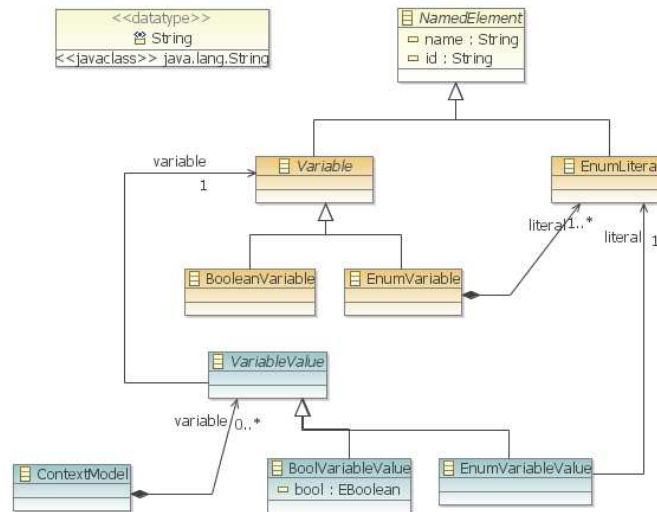 <<datatype>>
String
<<javaclass>> java.lang.String
NamedElement
name : String
id : String
variable
1
Variable
EnumLitera
literal
1..*
literal
1
BooleanVariable
EnumVariable
VariableValue
variable
0..*
ContextModel
BoolVariableValue
bool : EBoolean
EnumVariableValue